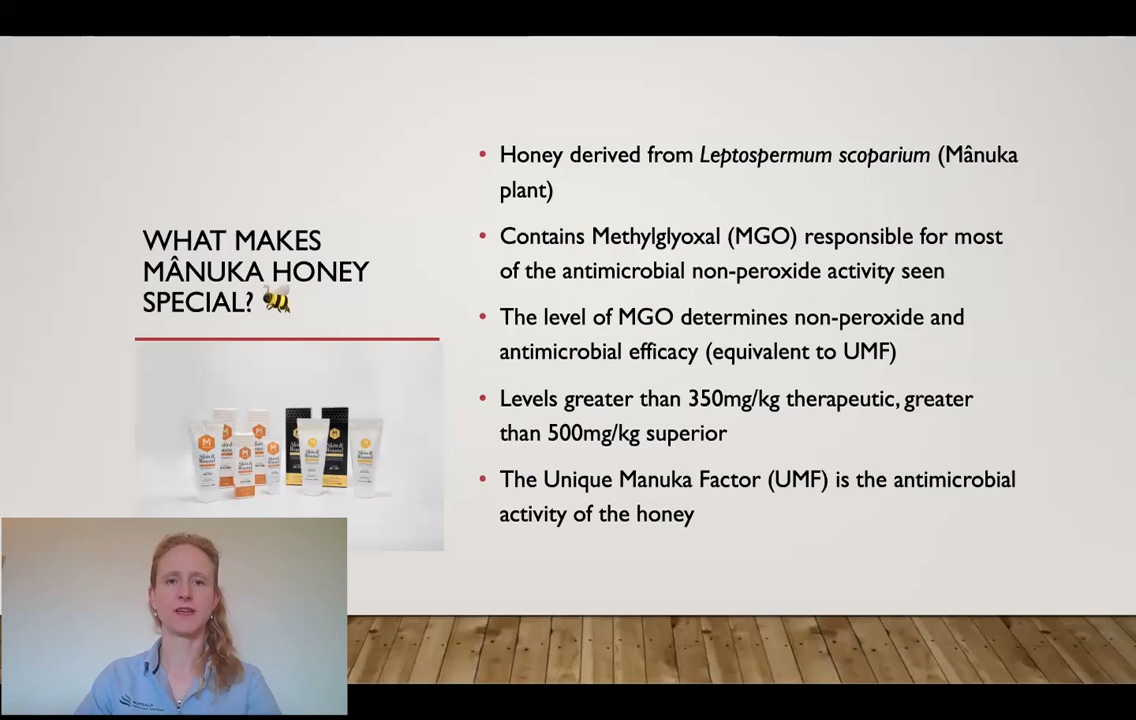 WHAT MAKES
MÂNUKA HONEY
SPECIAL? 🐝
• Honey derived from Leptospermum scoparium (Mânuka
plant)
• Contains Methylglyoxal (MGO) responsible for most
of the antimicrobial non-peroxide activity seen
• The level of MGO determines non-peroxide and
antimicrobial efficacy (equivalent to UMF)
• Levels greater than 350mg/kg therapeutic, greater
than 500mg/kg superior
• The Unique Manuka Factor (UMF) is the antimicrobial
activity of the honey